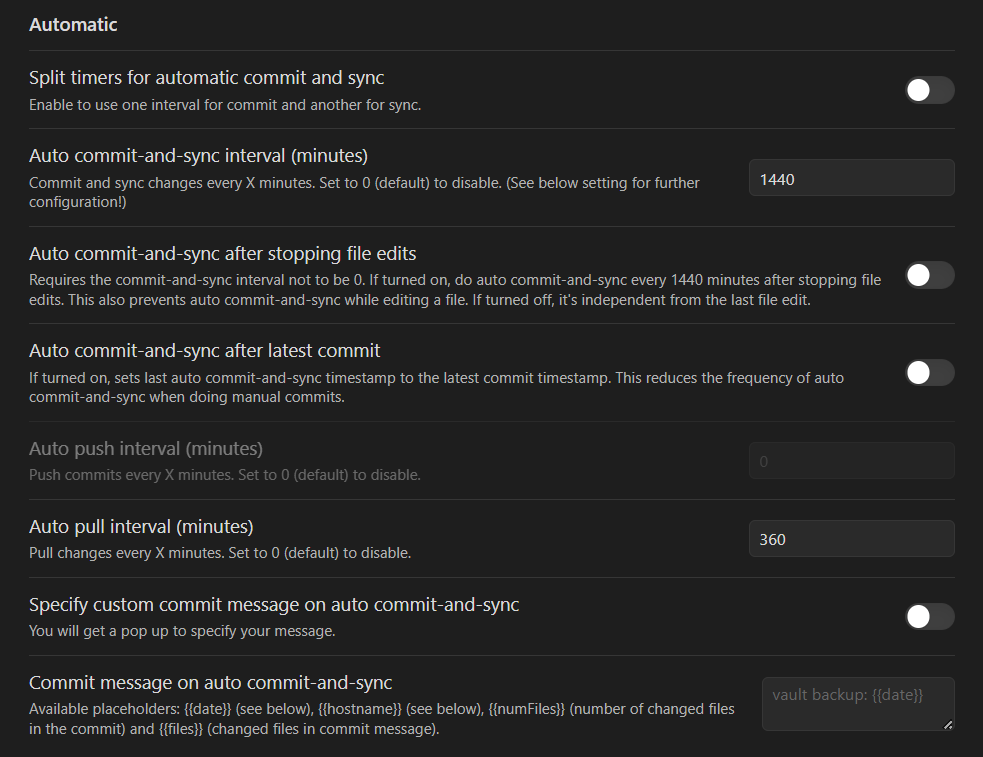 Automatic
Split timers for automatic commit and sync
Enable to use one interval for commit and another for sync.
Auto commit-and-sync interval (minutes)
Commit and sync changes every X minutes. Set to 0 (default) to disable. (See below setting for further
configuration!)
1440
Auto commit-and-sync after stopping file edits
Requires the commit-and-sync interval not to be 0. If turned on, do auto commit-and-sync every 1440 minutes after stopping file
edits. This also prevents auto commit-and-sync while editing a file. If turned off, it's independent from the last file edit.
Auto commit-and-sync after latest commit
If turned on, sets last auto commit-and-sync timestamp to the latest commit timestamp. This reduces the frequency of auto
commit-and-sync when doing manual commits.
Auto push interval (minutes)
Push commits every X minutes. Set to 0 (default) to disable.
0
Auto pull interval (minutes)
Pull changes every X minutes. Set to 0 (default) to disable.
360
Specify custom commit message on auto commit-and-sync
You will get a pop up to specify your message.
Commit message on auto commit-and-sync
Available placeholders: {{date}} (see below), {{hostname}} (see below), {{numFiles}} (number of changed files
in the commit) and {{files}} (changed files in commit message).
vault backup: {{date}}